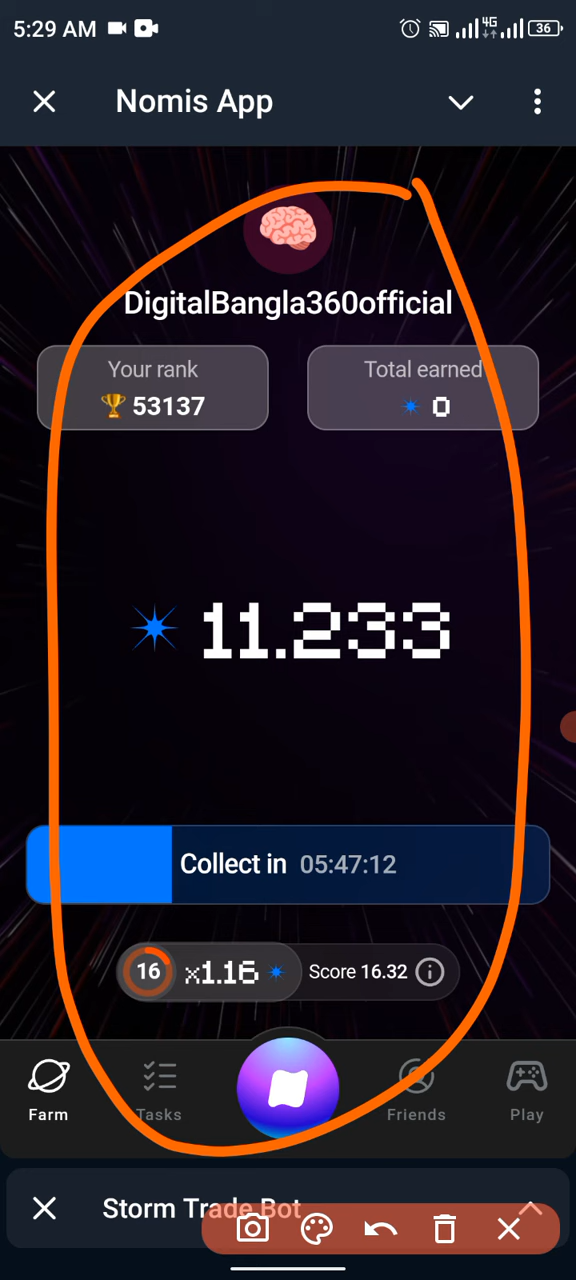 5:29 AM
4G
36
Nomis App
DigitalBangla360official
Your rank
53137
Total earned
0
11.233
Collect in 05:47:12
16
x1.16
Score 16.32
Farm
Tasks
Friends
Play
Storm Trade Bot